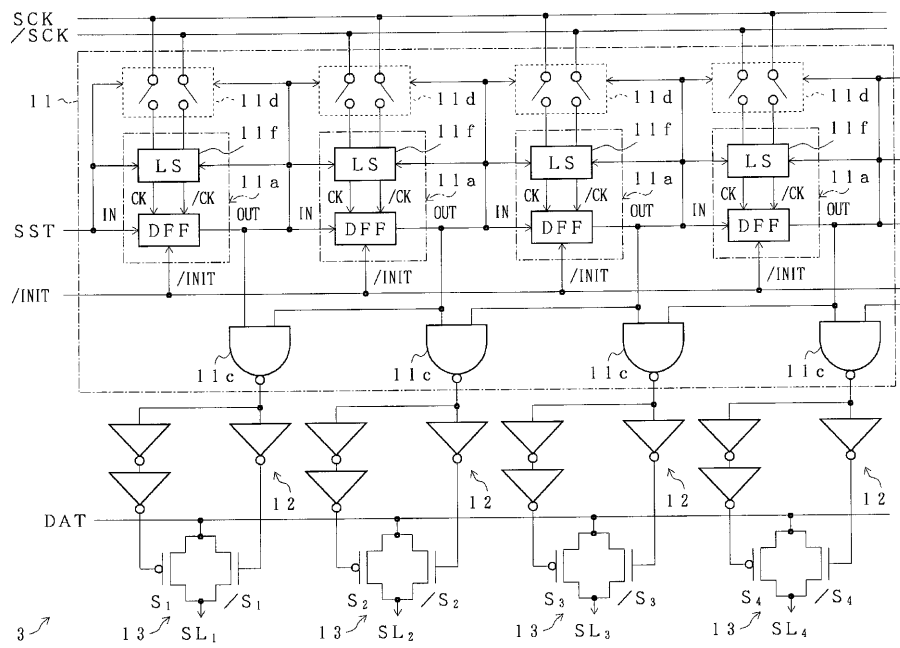 SCK
/SCK
11 11d 11d 11d 11d
11f 11f 11f 11f
LS LS LS LS
11a 11a 11a 11a
CK /CK CK /CK CK /CK CK /CK
IN OUT IN OUT IN OUT IN OUT
SST DFF DFF DFF DFF
/INIT /INIT /INIT /INIT
/INIT
11c 11c 11c 11c
12 12 12 12
DAT
S1 /S1 S2 /S2 S3 /S3 S4 /S4
3 13 SL1 13 SL2 13 SL3 13 SL4